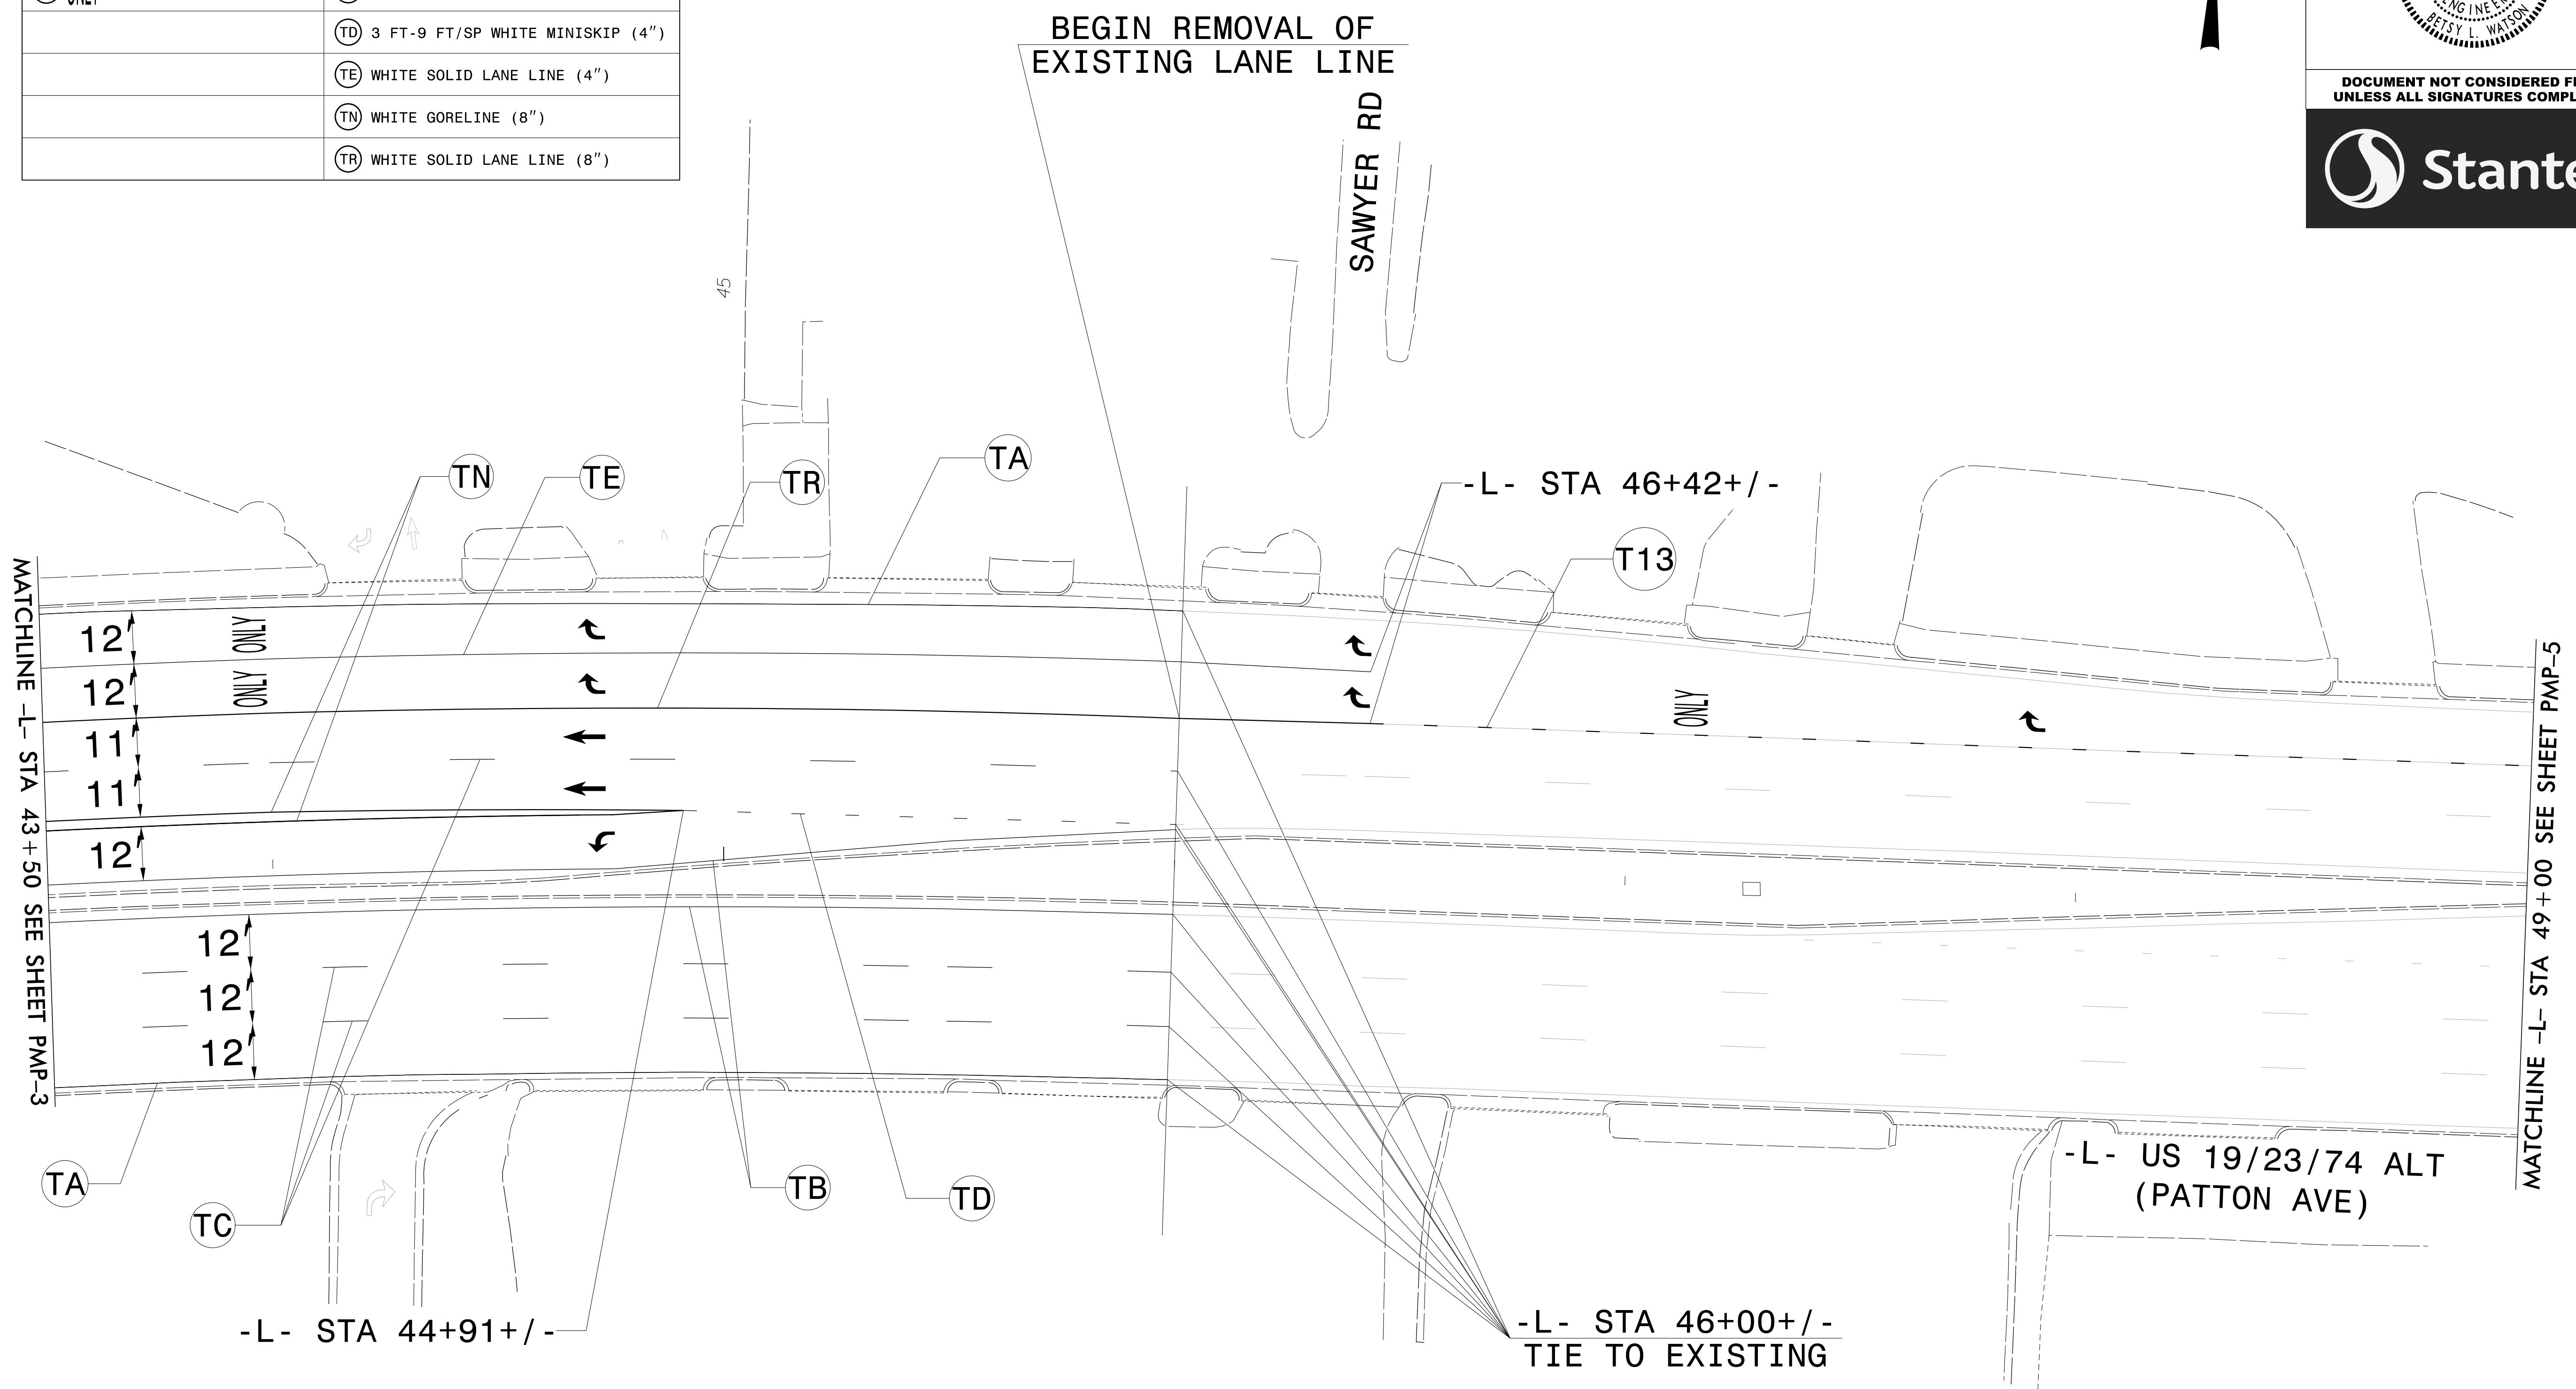 ONLY
TD 3 FT-9 FT/SP WHITE MINISKIP (4")
TE WHITE SOLID LANE LINE (4")
TN WHITE GORELINE (8")
TR WHITE SOLID LANE LINE (8")
BEGIN REMOVAL OF
EXISTING LANE LINE
BETSY L. WATSON
DOCUMENT NOT CONSIDERED
UNLESS ALL SIGNATURES
SAWYER RD
45
TN
TE
TR
TA
-L- STA 46+42+/-
T13
MATCHLINE -L- STA 43+50 SEE SHEET PMP-3
MATCHLINE -L- STA 49+00 SEE SHEET PMP-5
12'
ONLY
12'
ONLY
ONLY
11'
11'
12'
12'
12'
12'
TA
TC
TB
TD
-L- US 19/23/74 ALT
(PATTON AVE)
-L- STA 44+91+/-
-L- STA 46+00+/-
TIE TO EXISTING